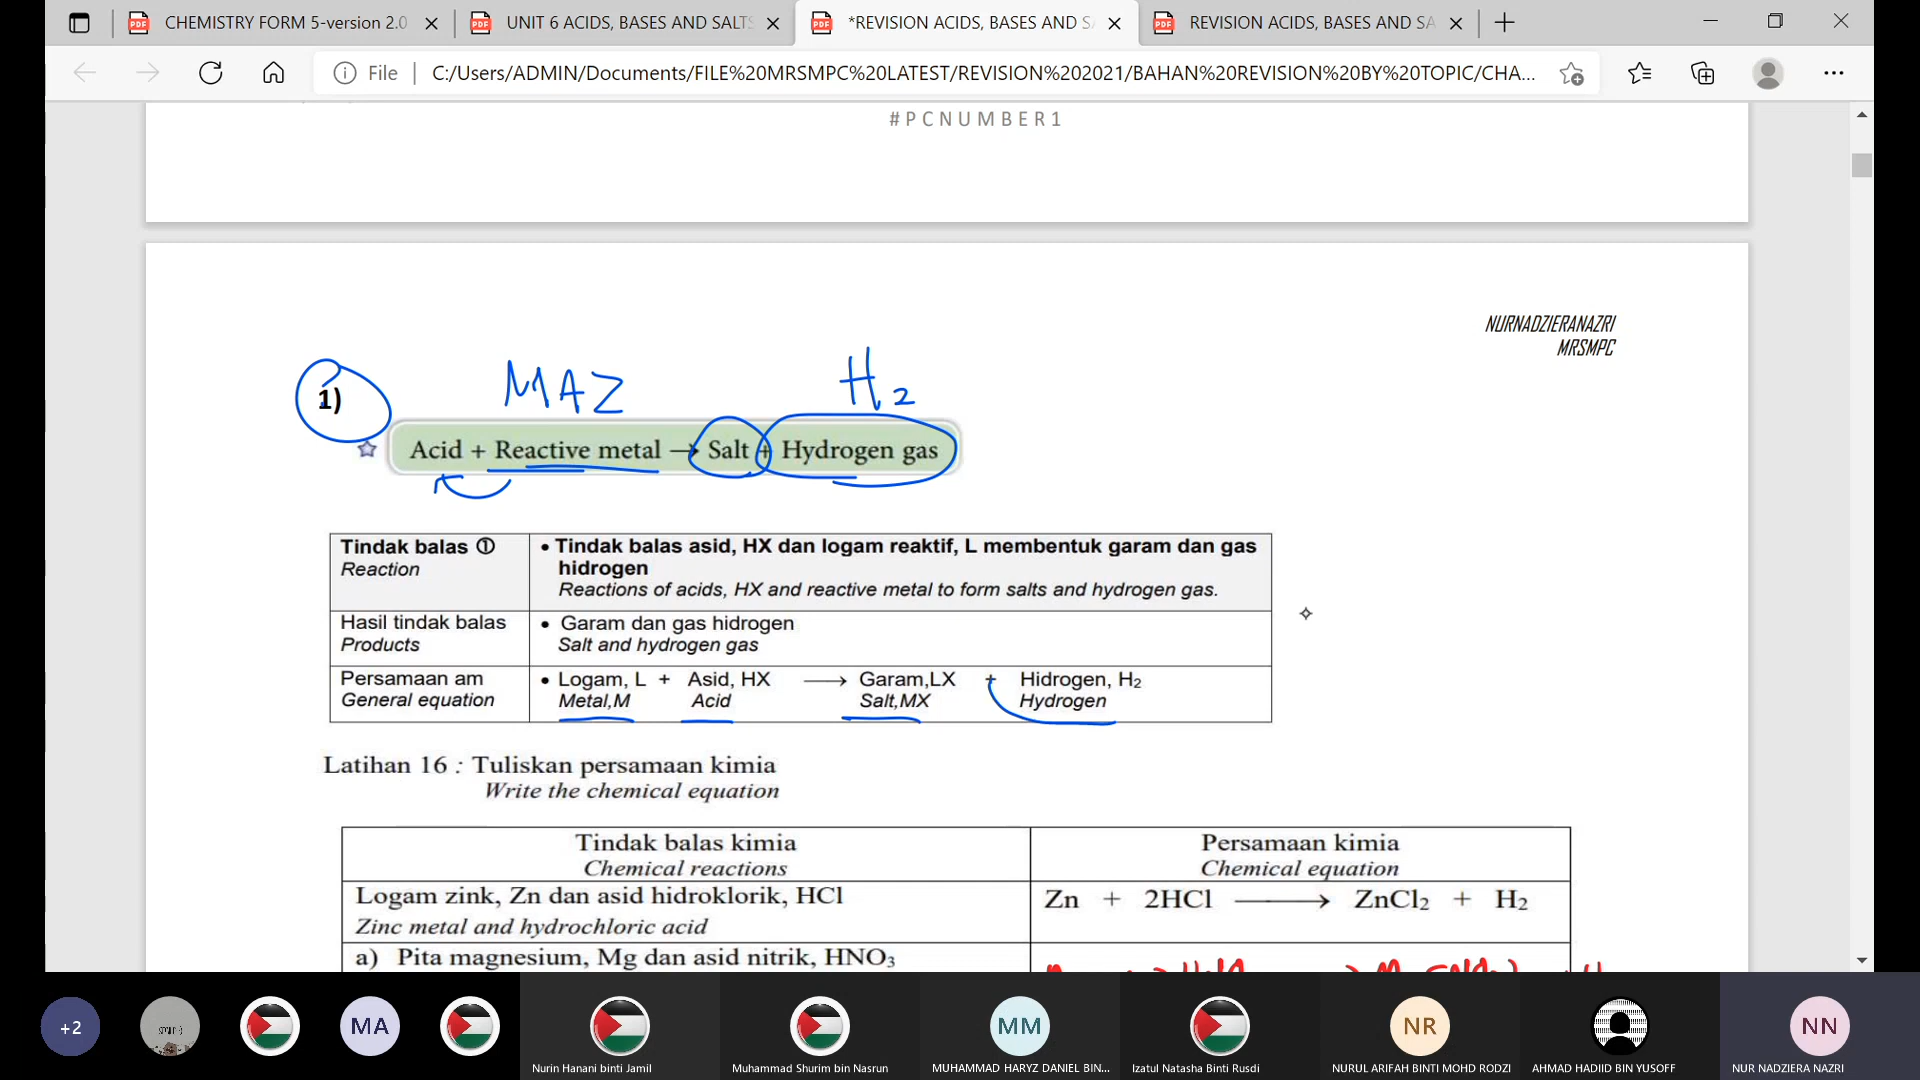 CHEMISTRY FORM 5-version 2.0
UNIT 6 ACIDS, BASES AND SALTS
*REVISION ACIDS, BASES AND SA
REVISION ACIDS, BASES AND SA
File
C:/Users/ADMIN/Documents/FILE%20MRSMPC%20LATEST/REVISION%202021/BAHAN%20REVISION%20BY%20TOPIC/CHA...
#PCNUMBER1
NURNADZIERANAZRI
MRSMPC
MAZ H₂
1)
Acid + Reactive metal → Salt + Hydrogen gas
Tindak balas ① • Tindak balas asid, HX dan logam reaktif, L membentuk garam dan gas
Reaction hidrogen
Reactions of acids, HX and reactive metal to form salts and hydrogen gas.
Hasil tindak balas • Garam dan gas hidrogen
Products Salt and hydrogen gas
Persamaan am • Logam, L + Asid, HX ⟶ Garam,LX + Hidrogen, H₂
General equation Metal,M Acid Salt,MX Hydrogen
Latihan 16 : Tuliskan persamaan kimia
Write the chemical equation
Tindak balas kimia Persamaan kimia
Chemical reactions Chemical equation
Logam zink, Zn dan asid hidroklorik, HCl Zn + 2HCl ⟶ ZnCl₂ + H₂
Zinc metal and hydrochloric acid
a) Pita magnesium, Mg dan asid nitrik, HNO₃
+2 MA MM NR NN
Nurin Hanani binti Jamil
Muhammad Shurim bin Nasrun
MUHAMMAD HARYZ DANIEL BIN...
Izatul Natasha Binti Rusdi
NURUL ARIFAH BINTI MOHD RODZI
AHMAD HADIID BIN YUSOFF
NUR NADZIERA NAZRI